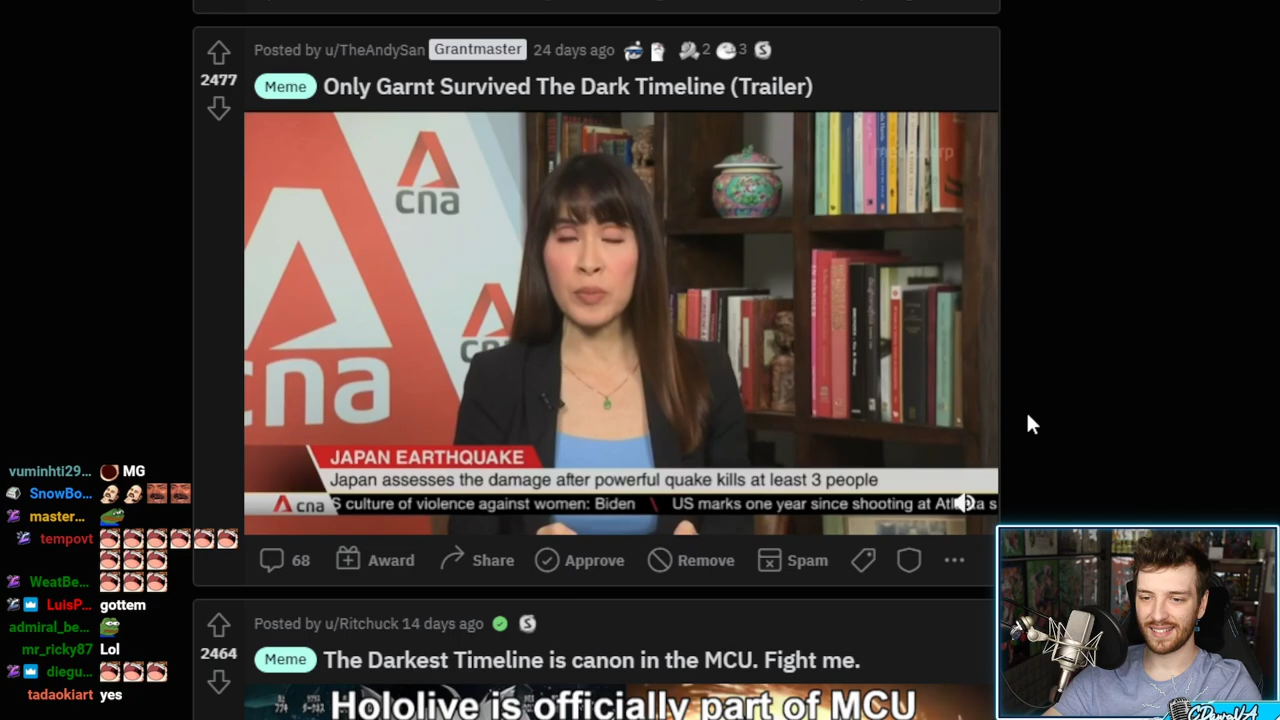 Posted by u/TheAndySan Grantmaster 24 days ago 2 3
2477
Meme Only Garnt Survived The Dark Timeline (Trailer)
cna
cna
JAPAN EARTHQUAKE
Japan assesses the damage after powerful quake kills at least 3 people
cna S culture of violence against women: Biden \ US marks one year since shooting at
68 Award Share Approve Remove Spam
Posted by u/Ritchuck 14 days ago
2464
Meme The Darkest Timeline is canon in the MCU. Fight me.
Hololive is officially part of MCU
vuminhti29... MG
SnowBo...
master...
tempovt
WeatBe...
LuisP... gottem
admiral_be...
mr_ricky87 Lol
diegu...
tadaokiart yes